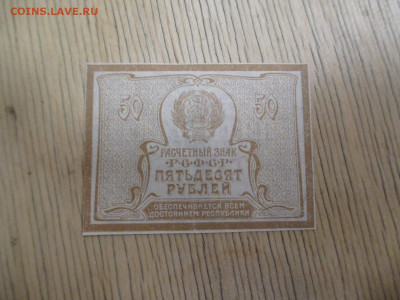 COINS.LAVE.RU
50 50
РАСЧЕТНЫЙ ЗНАК
Р·С·Ф·С·Р·
ПЯТЬДЕСЯТ
РУБЛЕЙ
ОБЕСПЕЧИВАЕТСЯ ВСЕМ
ДОСТОЯНИЕМ РЕСПУБЛИКИ